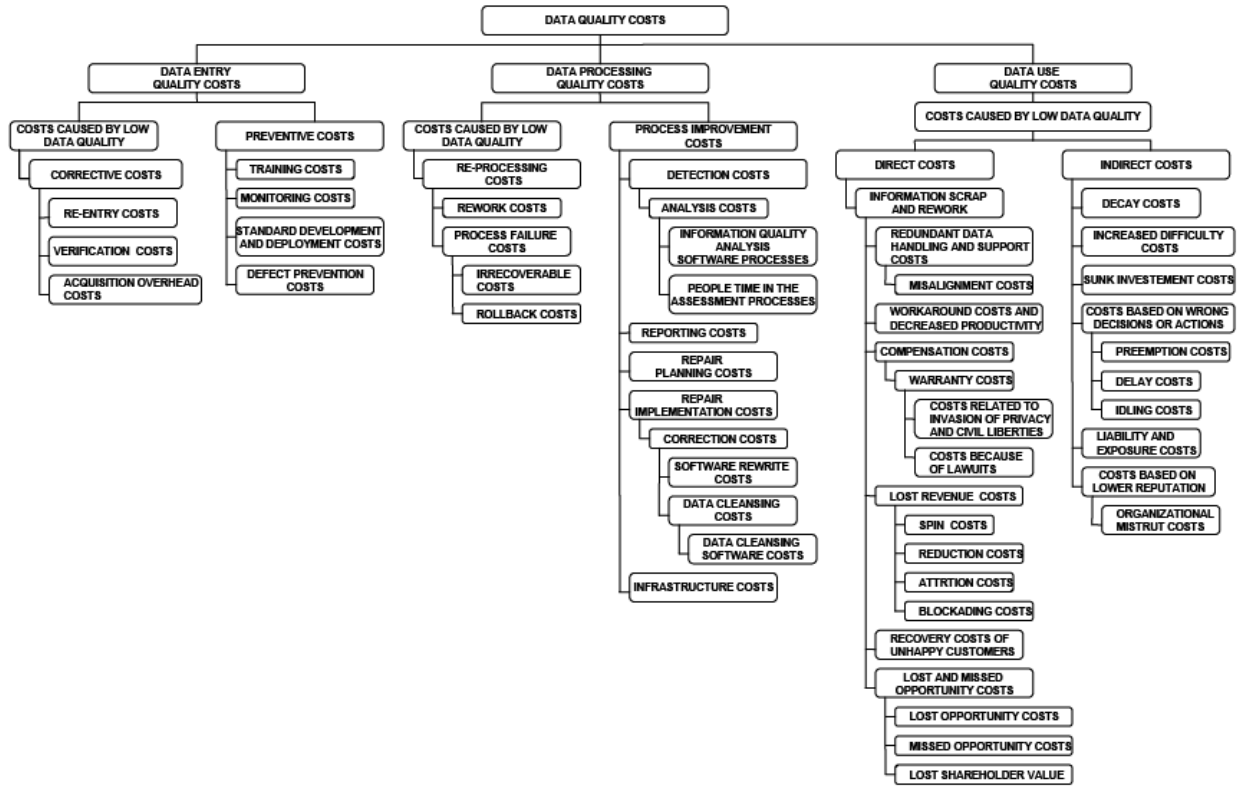 DATA QUALITY COSTS
DATA ENTRY
QUALITY COSTS
COSTS CAUSED BY LOW
DATA QUALITY
CORRECTIVE COSTS
RE-ENTRY COSTS
VERIFICATION COSTS
ACQUISITION OVERHEAD
COSTS
PREVENTIVE COSTS
TRAINING COSTS
MONITORING COSTS
STANDARD DEVELOPMENT
AND DEPLOYMENT COSTS
DEFECT PREVENTION
COSTS
DATA PROCESSING
QUALITY COSTS
COSTS CAUSED BY LOW
DATA QUALITY
RE-PROCESSING
COSTS
REWORK COSTS
PROCESS FAILURE
COSTS
IRRECOVERABLE
COSTS
ROLLBACK COSTS
PROCESS IMPROVEMENT
COSTS
DETECTION COSTS
ANALYSIS COSTS
INFORMATION QUALITY
ANALYSIS
SOFTWARE PROCESSES
PEOPLE TIME IN THE
ASSESSMENT PROCESSES
REPORTING COSTS
REPAIR
PLANNING COSTS
REPAIR
IMPLEMENTATION COSTS
CORRECTION COSTS
SOFTWARE REWRITE
COSTS
DATA CLEANSING
COSTS
DATA CLEANSING
SOFTWARE COSTS
INFRASTRUCTURE COSTS
DATA USE
QUALITY COSTS
COSTS CAUSED BY LOW DATA QUALITY
DIRECT COSTS
INFORMATION SCRAP
AND REWORK
REDUNDANT DATA
HANDLING AND SUPPORT
COSTS
MISALIGNMENT COSTS
WORKAROUND COSTS AND
DECREASED PRODUCTIVITY
COMPENSATION COSTS
WARRANTY COSTS
COSTS RELATED TO
INVASION OF PRIVACY
AND CIVIL LIBERTIES
COSTS BECAUSE
OF LAWUITS
LOST REVENUE COSTS
SPIN COSTS
REDUCTION COSTS
ATTRTION COSTS
BLOCKADING COSTS
RECOVERY COSTS OF
UNHAPPY CUSTOMERS
LOST AND MISSED
OPPORTUNITY COSTS
LOST OPPORTUNITY COSTS
MISSED OPPORTUNITY COSTS
LOST SHAREHOLDER VALUE
INDIRECT COSTS
DECAY COSTS
INCREASED DIFFICULTY
COSTS
SUNK INVESTEMENT COSTS
COSTS BASED ON WRONG
DECISIONS OR ACTIONS
PREEMPTION COSTS
DELAY COSTS
IDLING COSTS
LIABILITY AND
EXPOSURE COSTS
COSTS BASED ON
LOWER REPUTATION
ORGANIZATIONAL
MISTRUT COSTS